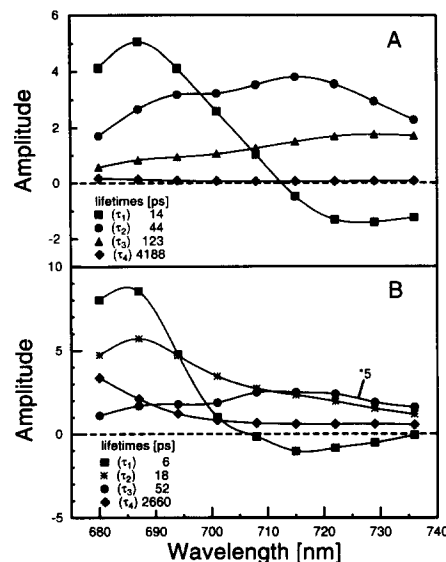 6
A
4
2
0
-2
Amplitude
lifetimes [ps]
(τ₁) 14
(τ₂) 44
(τ₃) 123
(τ₄) 4188
10
B
5
0
-5
Amplitude
*5
lifetimes [ps]
(τ₁) 6
(τ₂) 18
(τ₃) 52
(τ₄) 2660
680 690 700 710 720 730 740
Wavelength [nm]